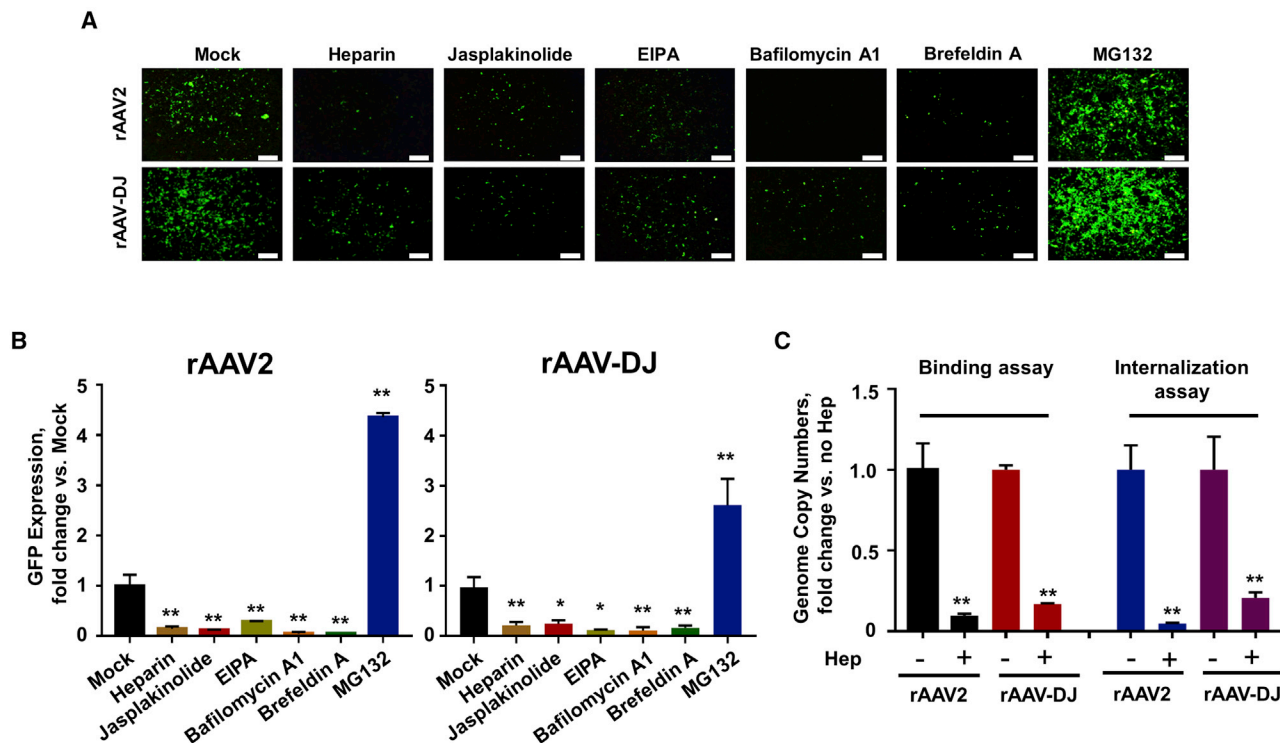 A
Mock Heparin Jasplakinolide EIPA Bafilomycin A1 Brefeldin A MG132
rAAV2
rAAV-DJ
B
rAAV2
GFP Expression,
fold change vs. Mock
5
4
3
2
1
0
** ** ** ** ** **
Mock
Heparin
Jasplakinolide
EIPA
Bafilomycin A1
Brefeldin A
MG132
rAAV-DJ
5
4
3
2
1
0
** * * ** ** **
Mock
Heparin
Jasplakinolide
EIPA
Bafilomycin A1
Brefeldin A
MG132
C
Binding assay
Internalization
assay
Genome Copy Numbers,
fold change vs. no Hep
1.5
1.0
0.5
0
** ** ** **
Hep - + - + - + - +
rAAV2 rAAV-DJ rAAV2 rAAV-DJ